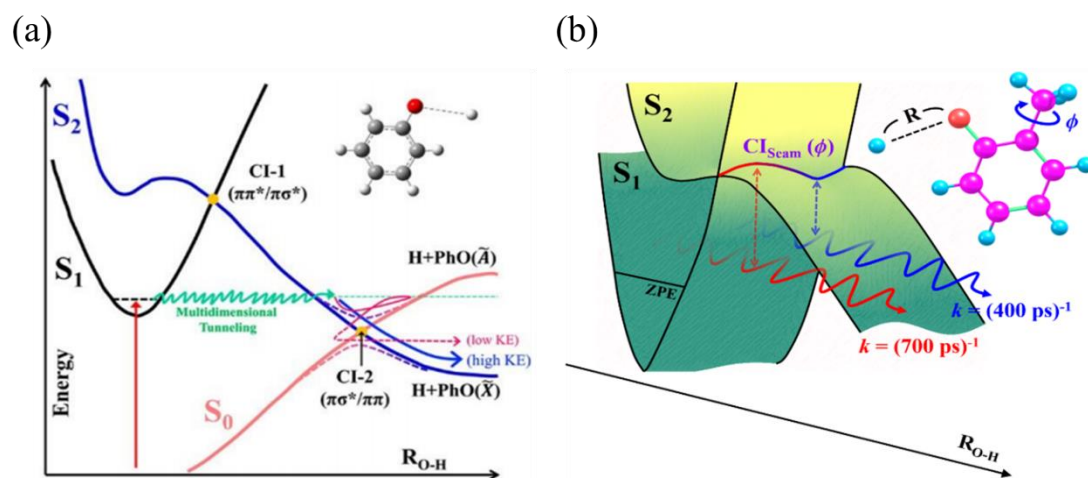 (a)
S2
CI-1
(ππ*/πσ*)
S1
H+PhO(Ã)
Multidimensional
Tunneling
(low KE)
(high KE)
Energy
CI-2
(πσ*/ππ)
H+PhO(X̃)
S0
RO-H
(b)
S2
R
ϕ
CISeam (ϕ)
S1
ZPE
k = (400 ps)-1
k = (700 ps)-1
RO-H